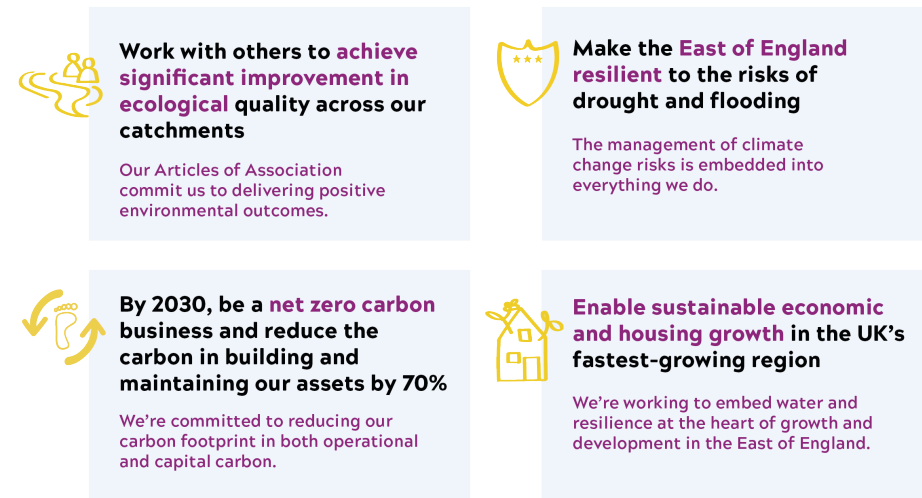 Work with others to achieve
significant improvement in
ecological quality across our
catchments
Our Articles of Association
commit us to delivering positive
environmental outcomes.
Make the East of England
resilient to the risks of
drought and flooding
The management of climate
change risks is embedded into
everything we do.
By 2030, be a net zero carbon
business and reduce the
carbon in building and
maintaining our assets by 70%
We're committed to reducing our
carbon footprint in both operational
and capital carbon.
Enable sustainable economic
and housing growth in the UK's
fastest-growing region
We're working to embed water and
resilience at the heart of growth and
development in the East of England.